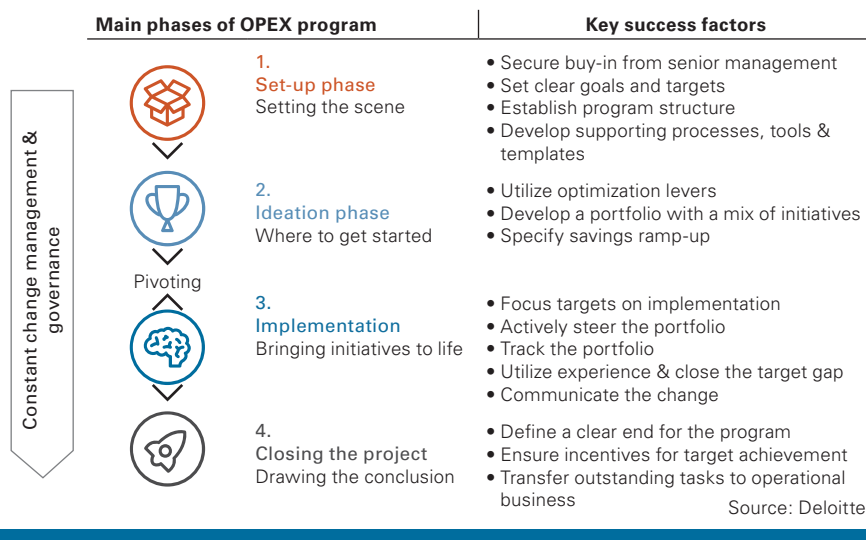 Main phases of OPEX program
Key success factors
Constant change management &
governance
1.
Set-up phase
Setting the scene
• Secure buy-in from senior management
• Set clear goals and targets
• Establish program structure
• Develop supporting processes, tools &
templates
2.
Ideation phase
Where to get started
• Utilize optimization levers
• Develop a portfolio with a mix of initiatives
• Specify savings ramp-up
Pivoting
3.
Implementation
Bringing initiatives to life
• Focus targets on implementation
• Actively steer the portfolio
• Track the portfolio
• Utilize experience & close the target gap
• Communicate the change
4.
Closing the project
Drawing the conclusion
• Define a clear end for the program
• Ensure incentives for target achievement
• Transfer outstanding tasks to operational
business
Source: Deloitte